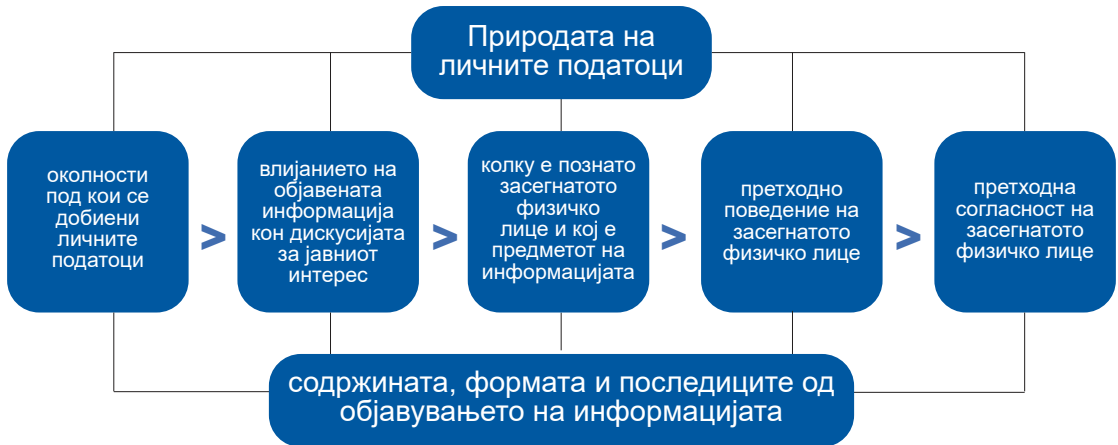 Природата на
личните податоци
околности
под кои се
добиени
личните
податоци
>
влијанието на
објавената
информација
кон дискусијата
за јавниот
интерес
>
колку е познато
засегнатото
физичко
лице и кој е
предметот на
информацијата
>
претходно
поведение на
засегнатото
физичко лице
>
претходна
согласност на
засегнатото
физичко лице
содржината, формата и последиците од
објавувањето на информацијата